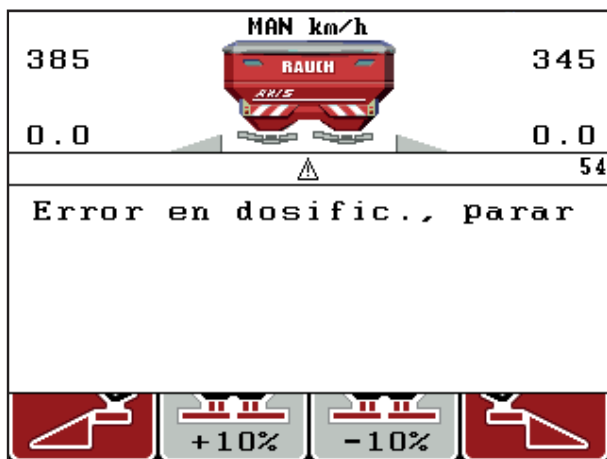 MAN km/h
385
RAUCH
345
AXIS
0.0
0.0
54
Error en dosific., parar
+10%
-10%